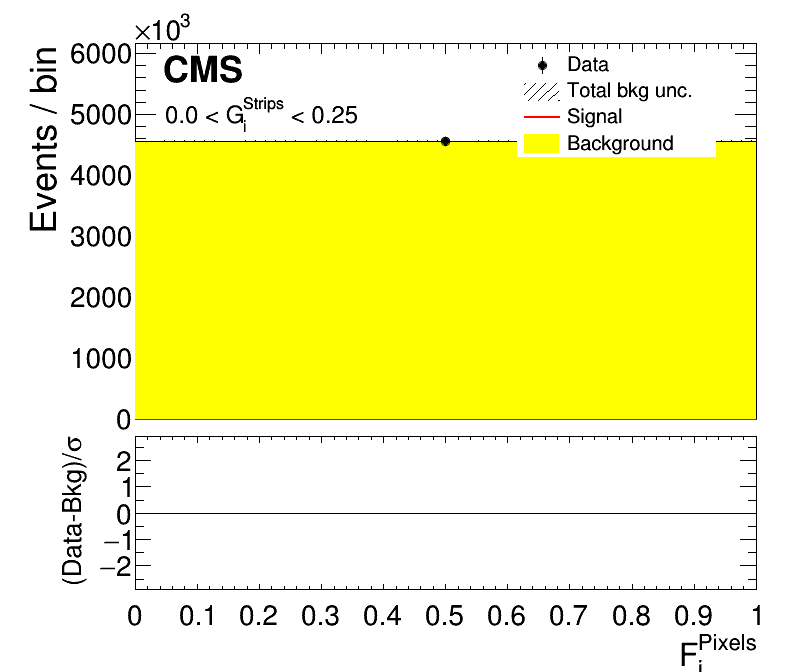 ×10³
Events / bin
6000
5000
4000
3000
2000
1000
0
CMS
0.0 < G_i^Strips < 0.25
Data
Total bkg unc.
Signal
Background
(Data-Bkg)/σ
2
1
0
−1
−2
0 0.1 0.2 0.3 0.4 0.5 0.6 0.7 0.8 0.9 1
F_i^Pixels